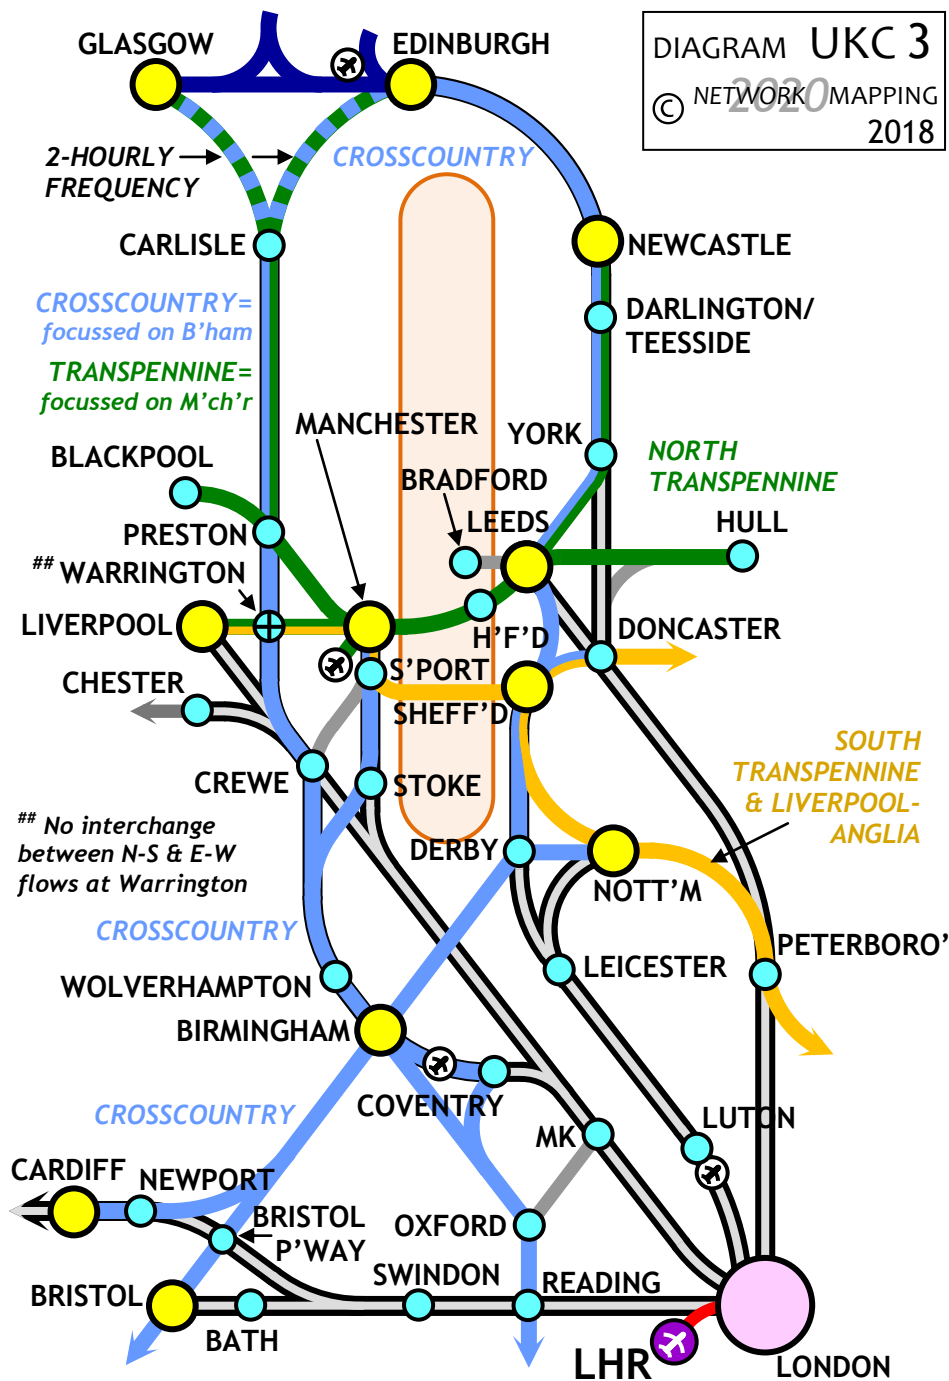 GLASGOW
EDINBURGH
DIAGRAM UKC 3
© NETWORK 2020 MAPPING
2018
2-HOURLY
FREQUENCY
CROSSCOUNTRY
CARLISLE
NEWCASTLE
CROSSCOUNTRY=
focussed on B'ham
DARLINGTON/
TEESSIDE
TRANSPENNINE=
focussed on M'ch'r
MANCHESTER
YORK
NORTH
TRANSPENNINE
BLACKPOOL
BRADFORD
LEEDS
HULL
PRESTON
## WARRINGTON
LIVERPOOL
H'F'D
DONCASTER
S'PORT
CHESTER
SHEFF'D
SOUTH
TRANSPENNINE
& LIVERPOOL-
ANGLIA
CREWE
STOKE
## No interchange
between N-S & E-W
flows at Warrington
DERBY
NOTT'M
CROSSCOUNTRY
PETERBORO'
LEICESTER
WOLVERHAMPTON
BIRMINGHAM
COVENTRY
CROSSCOUNTRY
LUTON
MK
CARDIFF
NEWPORT
BRISTOL
P'WAY
OXFORD
SWINDON
READING
BRISTOL
BATH
LHR
LONDON